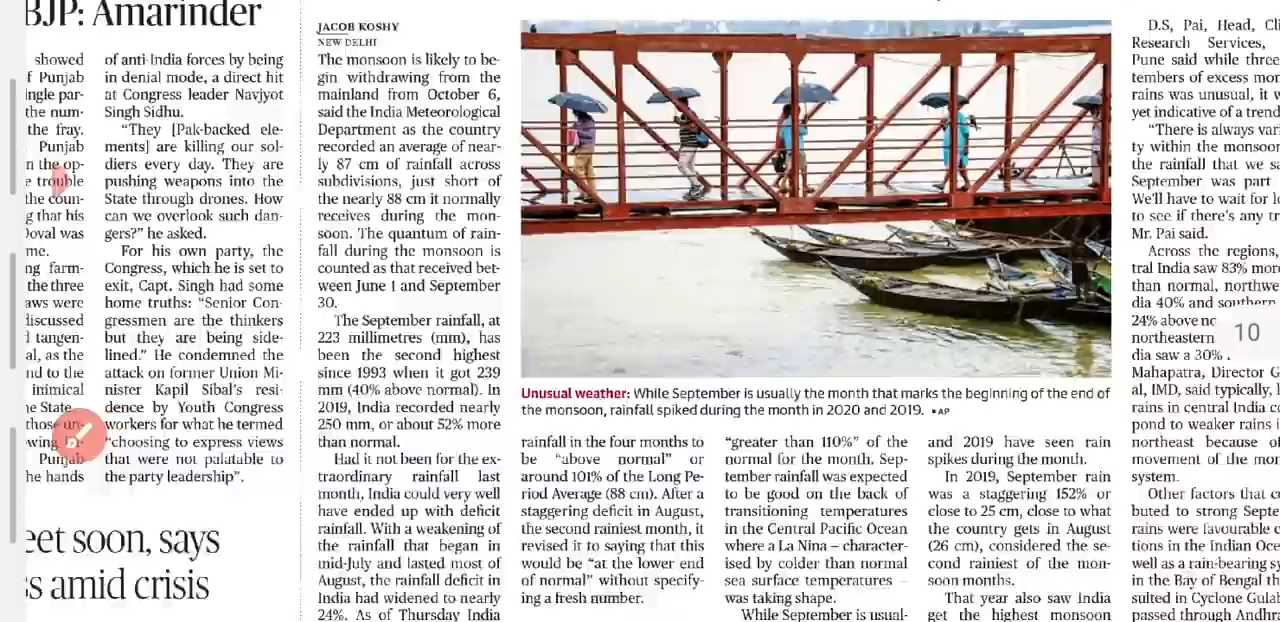 BJP: Amarinder
showed
f Punjab
ingle par-
the num-
the fray.
Punjab
n the op-
e trouble
the coun-
g that his
Doval was
me.
ng farm-
the three
aws were
discussed
d tangen-
al, as the
nd to the
inimical
he State
those un-
owing
Punjab
he hands
of anti-India forces by being
in denial mode, a direct hit
at Congress leader Navjyot
Singh Sidhu.
"They [Pak-backed ele-
ments] are killing our sol-
diers every day. They are
pushing weapons into the
State through drones. How
can we overlook such dan-
gers?" he asked.
For his own party, the
Congress, which he is set to
exit, Capt. Singh had some
home truths: "Senior Con-
gressmen are the thinkers
but they are being side-
lined." He condemned the
attack on former Union Mi-
nister Kapil Sibal's resi-
dence by Youth Congress
workers for what he termed
"choosing to express views
that were not palatable to
the party leadership".
eet soon, says
s amid crisis
JACOB KOSHY
NEW DELHI
The monsoon is likely to be-
gin withdrawing from the
mainland from October 6,
said the India Meteorological
Department as the country
recorded an average of near-
ly 87 cm of rainfall across
subdivisions, just short of
the nearly 88 cm it normally
receives during the mon-
soon. The quantum of rain-
fall during the monsoon is
counted as that received bet-
ween June 1 and September
30.
The September rainfall, at
223 millimetres (mm), has
been the second highest
since 1993 when it got 239
mm (40% above normal). In
2019, India recorded nearly
250 mm, or about 52% more
than normal.
Had it not been for the ex-
traordinary rainfall last
month, India could very well
have ended up with deficit
rainfall. With a weakening of
the rainfall that began in
mid-July and lasted most of
August, the rainfall deficit in
India had widened to nearly
24%. As of Thursday India
Unusual weather: While September is usually the month that marks the beginning of the end of
the monsoon, rainfall spiked during the month in 2020 and 2019. ▪AP
rainfall in the four months to
be "above normal" or
around 101% of the Long Pe-
riod Average (88 cm). After a
staggering deficit in August,
the second rainiest month, it
revised it to saying that this
would be "at the lower end
of normal" without specify-
ing a fresh number.
"greater than 110%" of the
normal for the month. Sep-
tember rainfall was expected
to be good on the back of
transitioning temperatures
in the Central Pacific Ocean
where a La Nina – character-
ised by colder than normal
sea surface temperatures –
was taking shape.
While September is usual-
and 2019 have seen rain
spikes during the month.
In 2019, September rain
was a staggering 152% or
close to 25 cm, close to what
the country gets in August
(26 cm), considered the se-
cond rainiest of the mon-
soon months.
That year also saw India
get the highest monsoon
D.S, Pai, Head, Cli
Research Services,
Pune said while three
tembers of excess mon
rains was unusual, it w
yet indicative of a trend
"There is always var
ty within the monsoon
the rainfall that we sa
September was part
We'll have to wait for l
to see if there's any tr
Mr. Pai said.
Across the regions,
tral India saw 83% mor
than normal, northwe
dia 40% and southern
24% above no
northeastern
dia saw a 30%
Mahapatra, Director G
al, IMD, said typically, l
rains in central India c
pond to weaker rains i
northeast because o
movement of the mon
system.
Other factors that c
buted to strong Septe
rains were favourable c
tions in the Indian Oce
well as a rain-bearing sy
in the Bay of Bengal th
sulted in Cyclone Gulab
passed through Andhra
10